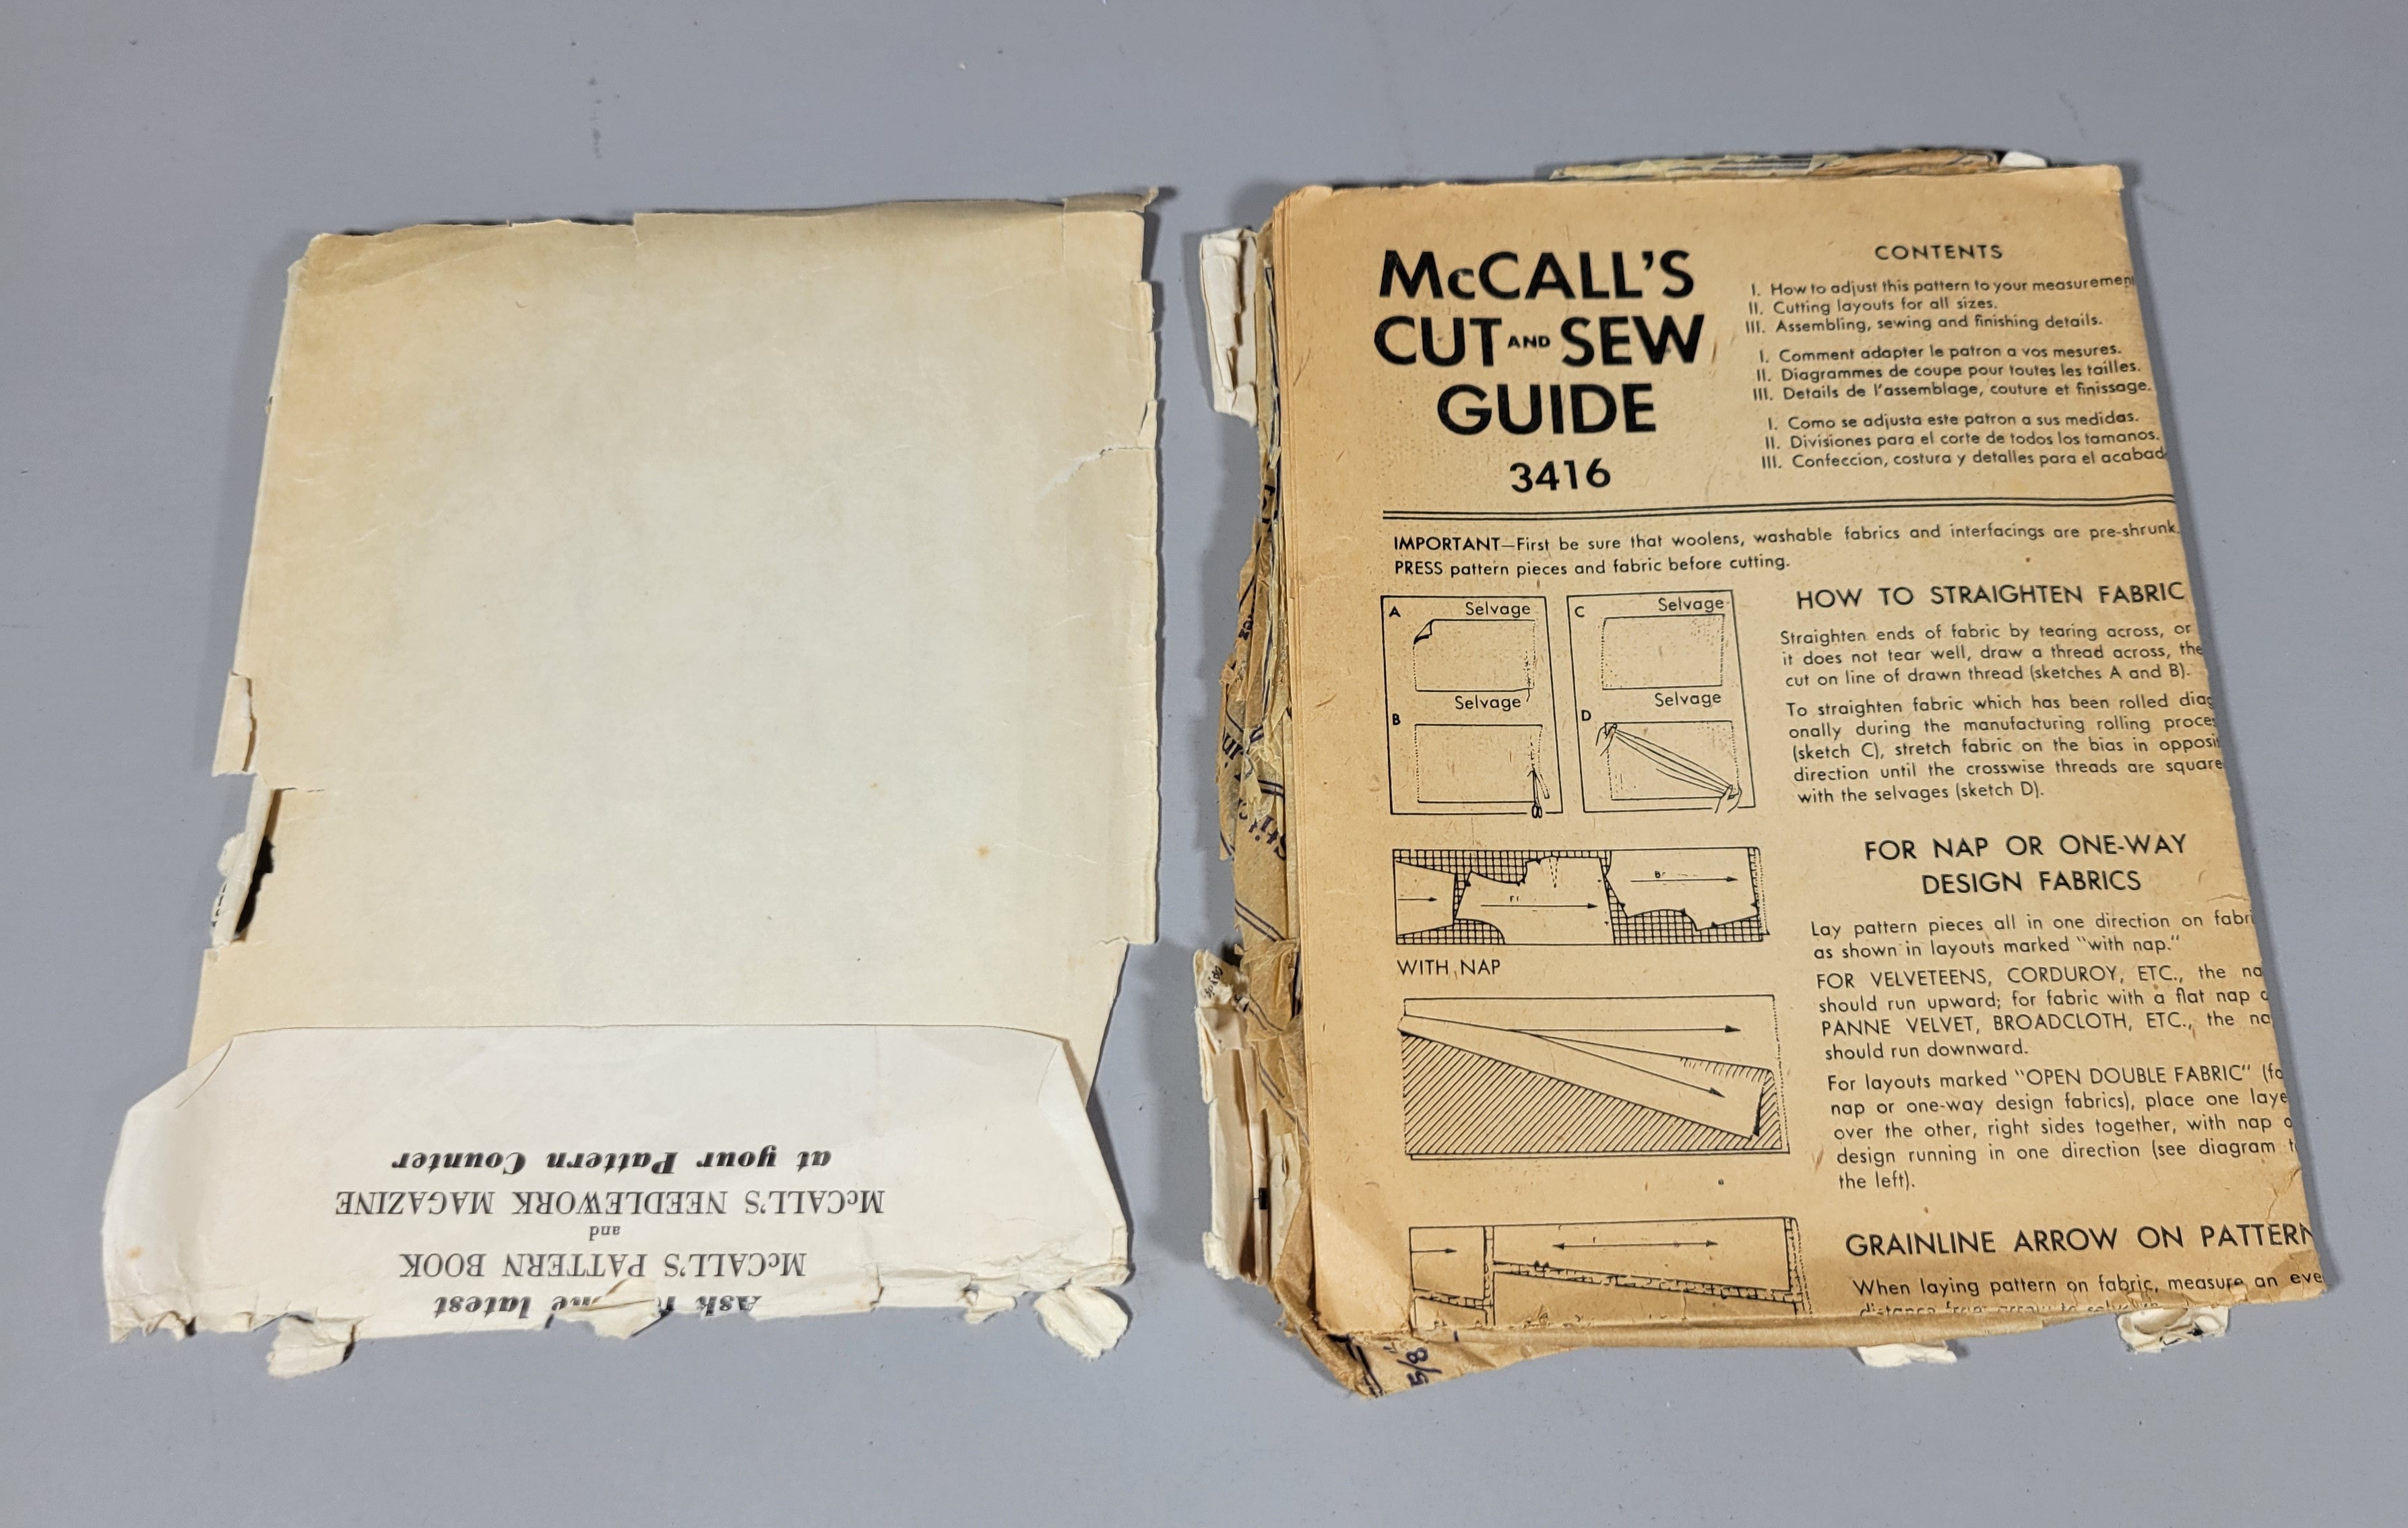 Ask latest
McCALL'S PATTERN BOOK
and
McCALL'S NEEDLEWORK MAGAZINE
at your Pattern Counter
McCALL'S
CUT AND SEW
GUIDE
3416
CONTENTS
I. How to adjust this pattern to your measurement
II. Cutting layouts for all sizes.
III. Assembling, sewing and finishing details.
I. Comment adapter le patron a vos mesures.
II. Diagrammes de coupe pour toutes les tailles.
III. Details de l'assemblage, couture et finissage.
I. Como se adjusta este patron a sus medidas.
II. Divisiones para el corte de todos los tamanos.
III. Confeccion, costura y detalles para el acabad
IMPORTANT—First be sure that woolens, washable fabrics and interfacings are pre-shrunk.
PRESS pattern pieces and fabric before cutting.
A Selvage
Selvage
B
C Selvage
Selvage
D
HOW TO STRAIGHTEN FABRIC
Straighten ends of fabric by tearing across, or
it does not tear well, draw a thread across, the
cut on line of drawn thread (sketches A and B).
To straighten fabric which has been rolled diag
onally during the manufacturing rolling proces
(sketch C), stretch fabric on the bias in opposi
direction until the crosswise threads are square
with the selvages (sketch D).
WITH NAP
FOR NAP OR ONE-WAY
DESIGN FABRICS
Lay pattern pieces all in one direction on fabri
as shown in layouts marked "with nap."
FOR VELVETEENS, CORDUROY, ETC., the na
should run upward; for fabric with a flat nap
PANNE VELVET, BROADCLOTH, ETC., the na
should run downward.
For layouts marked "OPEN DOUBLE FABRIC" (fo
nap or one-way design fabrics), place one laye
over the other, right sides together, with nap o
design running in one direction (see diagram t
the left).
GRAINLINE ARROW ON PATTERN
When laying pattern on fabric, measure an eve
5/8"